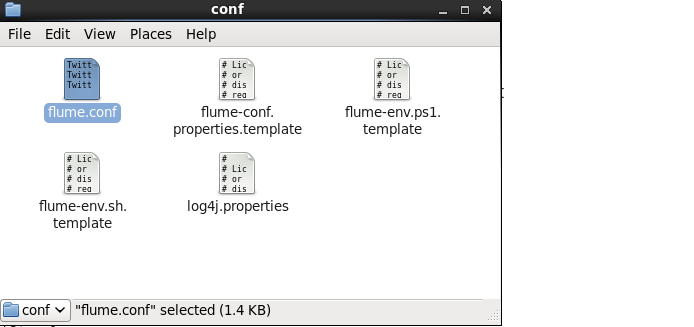 conf
File Edit View Places Help
Twitt
Twitt
Twitt
flume.conf
# Lic
# or
# dis
# req
flume-conf.
properties.template
# Lic
# or
# dis
# req
flume-env.ps1.
template
# Lic
# or
# dis
# req
flume-env.sh.
template
#
# Lic
# or
# dis
log4j.properties
conf "flume.conf" selected (1.4 KB)